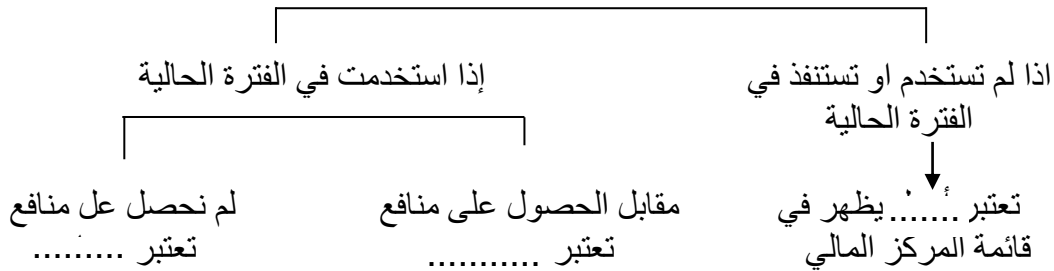 اذا لم تستخدم او تستنفذ في
الفترة الحالية
إذا استخدمت في الفترة الحالية
تعتبر ....... يظهر في
قائمة المركز المالي
مقابل الحصول على منافع
تعتبر ...........
لم نحصل عل منافع
تعتبر .........